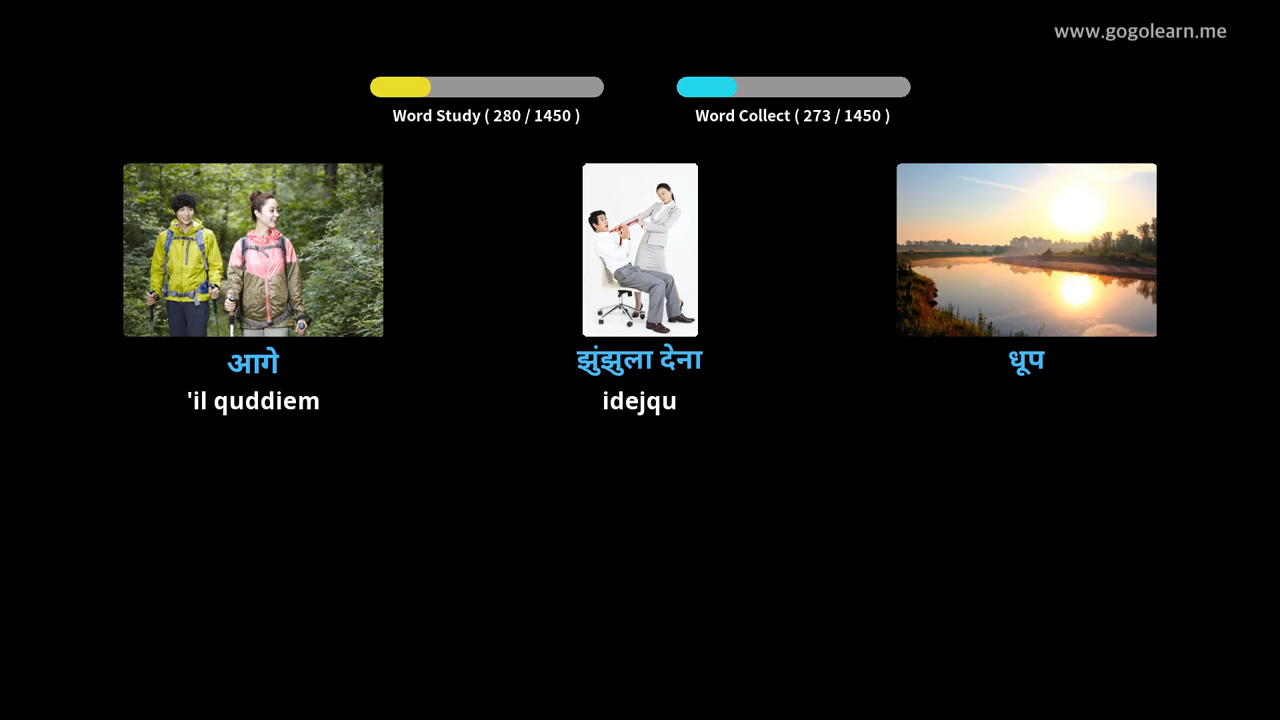 www.gogolearn.me
Word Study ( 280 / 1450 )
Word Collect ( 273 / 1450 )
आगे
'il quddiem
झुंझुला देना
idejqu
धूप